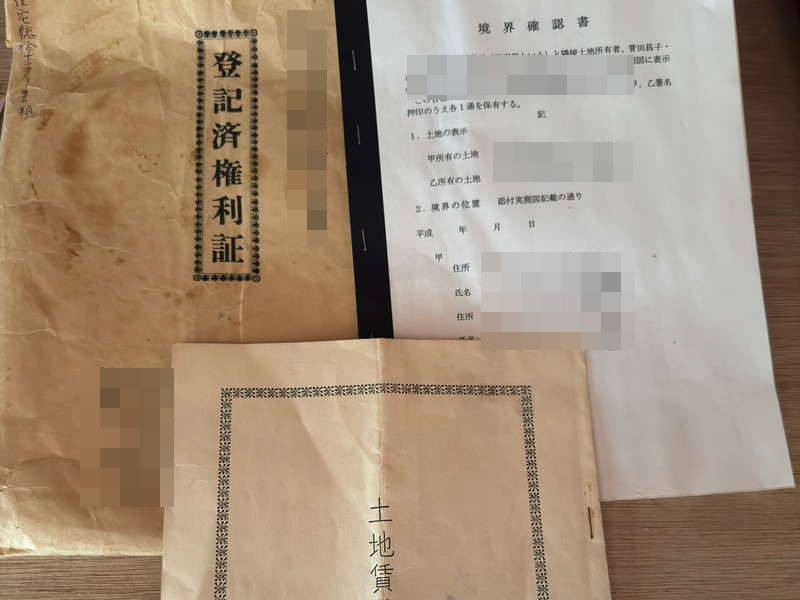 登記済権利証
境界確認書
と隣接土地所有者、菅田昌子・
図に表示
、乙署名
押印のうえ各1通を保有する。
記
1．土地の表示
甲所有の土地
乙所有の土地
2．境界の位置　添付実測図記載の通り
平成　年　月　日
甲
住所
氏名
住所
土地賃